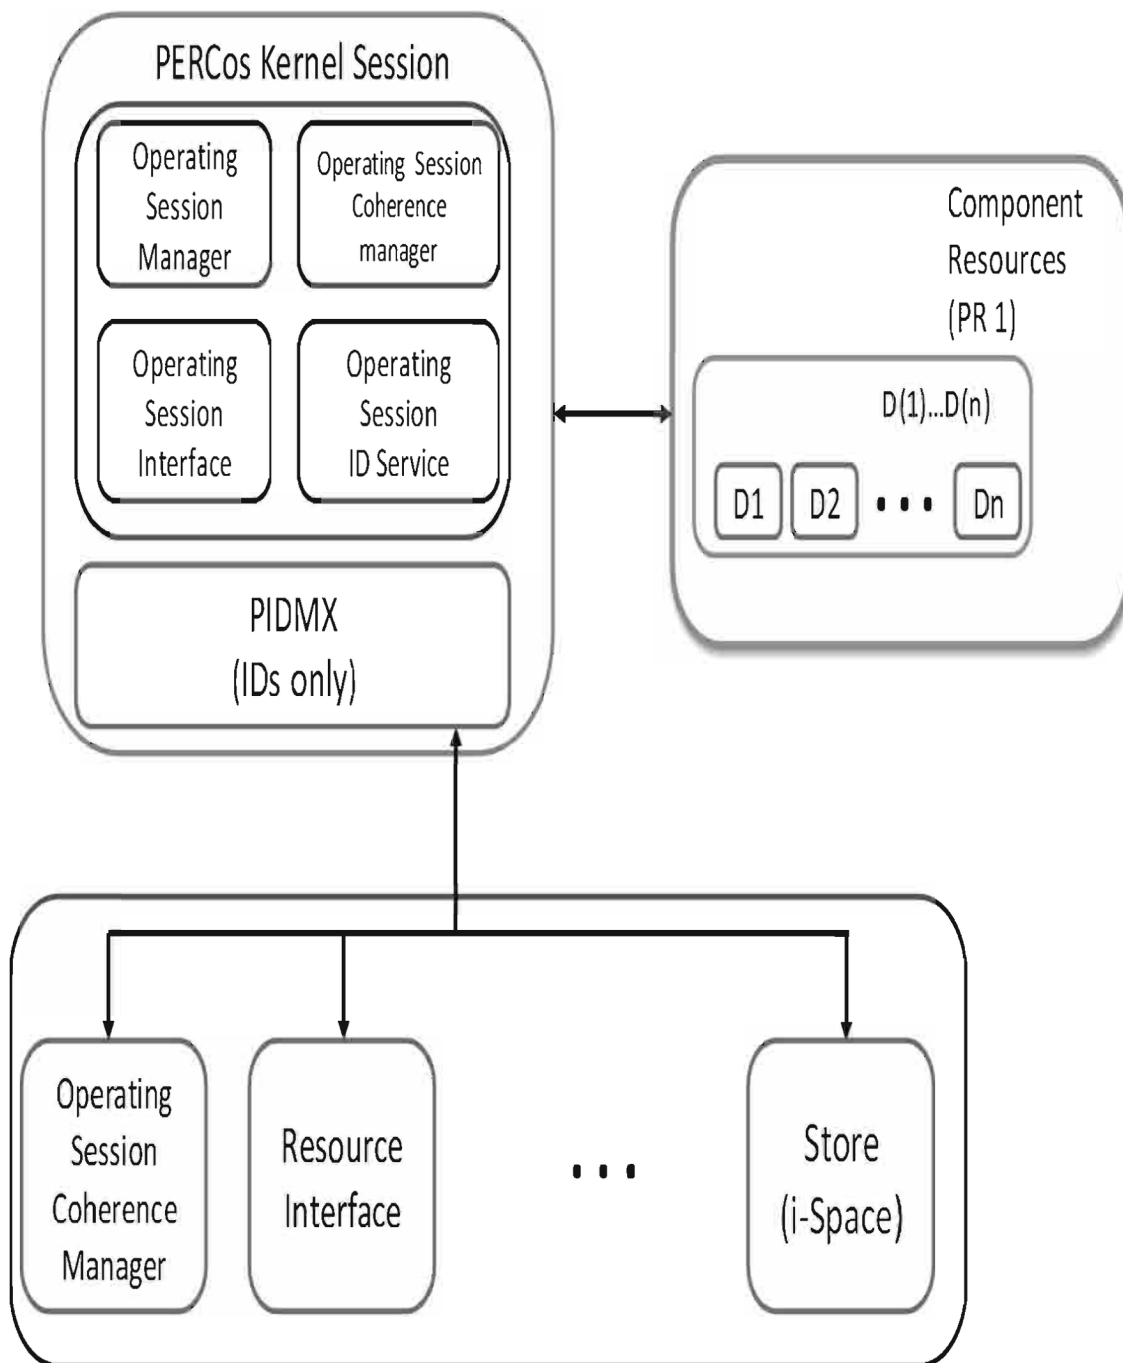 PERCos Kernel Session
Operating
Session
Manager
Operating Session
Coherence
manager
Operating
Session
Interface
Operating
Session
ID Service
PIDMX
(IDs only)
Component
Resources
(PR 1)
D(1)...D(n)
D1
D2
...
Dn
Operating
Session
Coherence
Manager
Resource
Interface
...
Store
(i-Space)